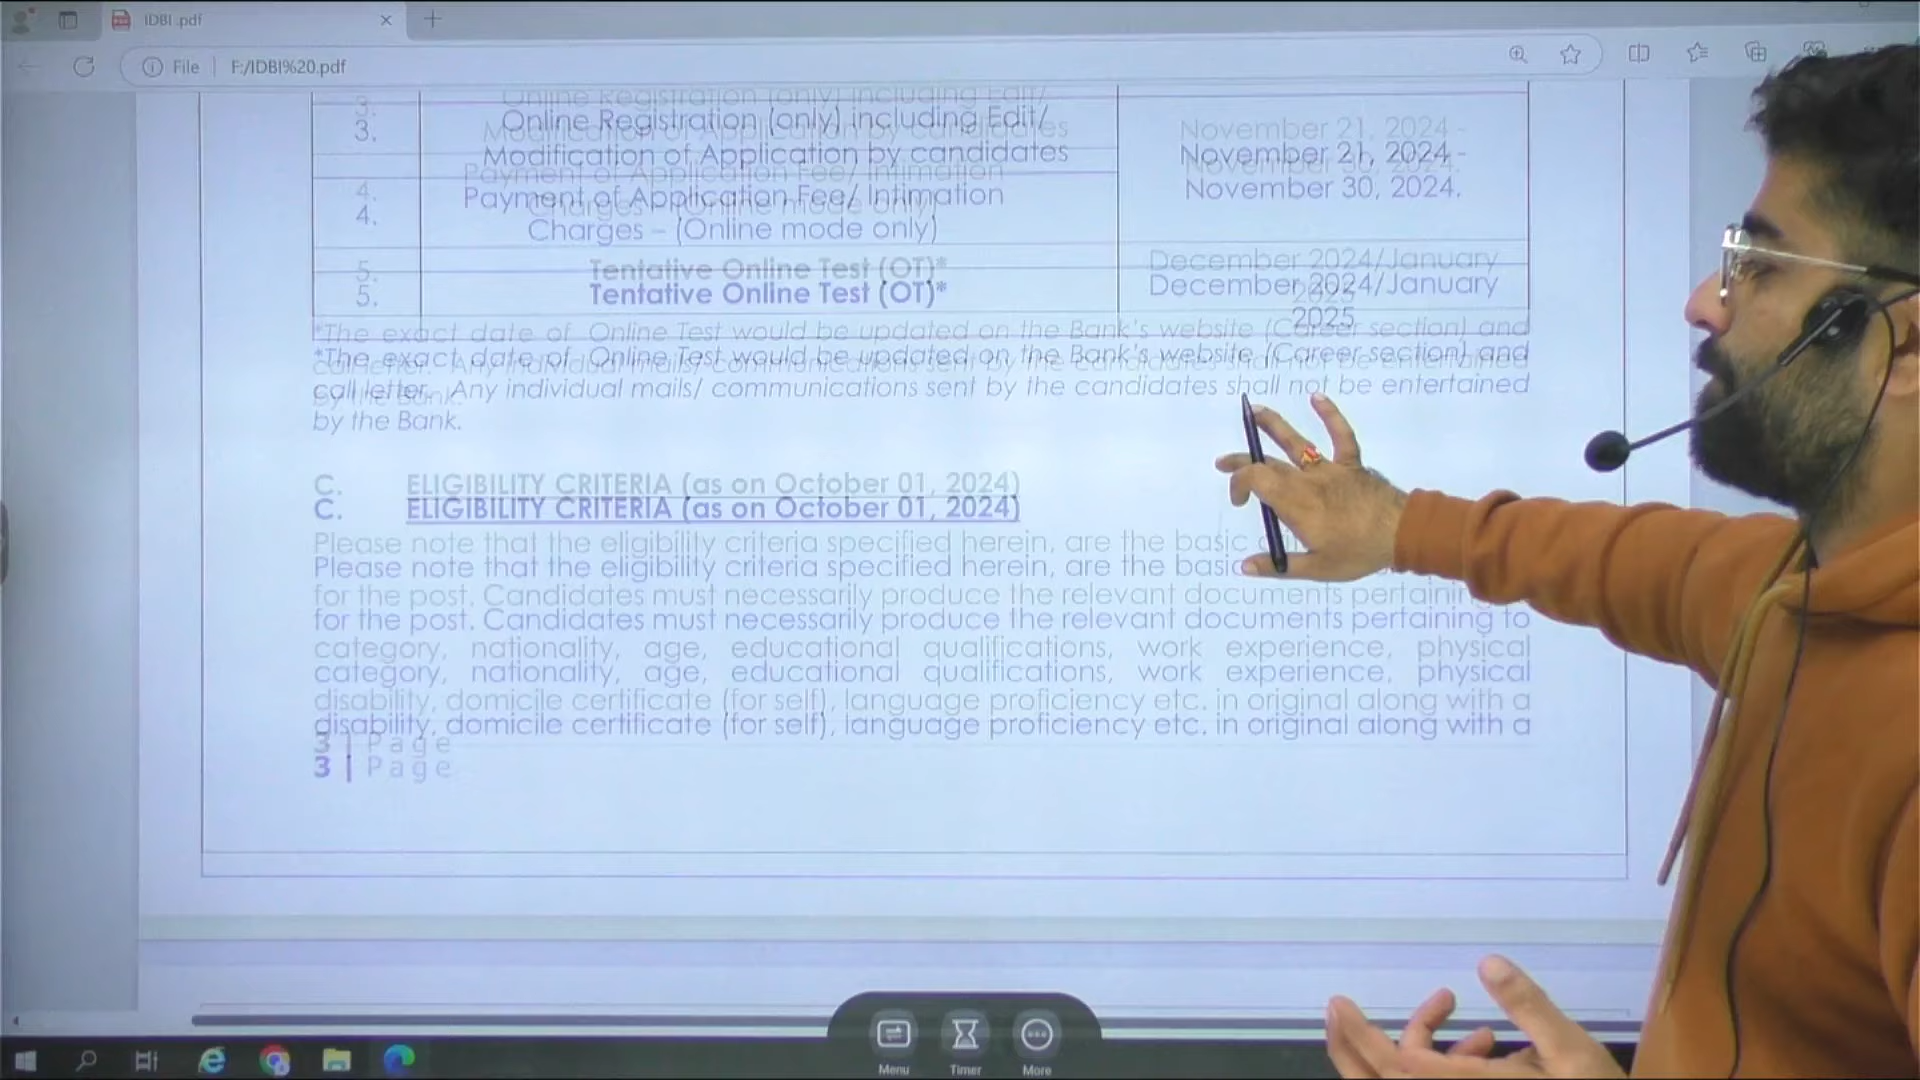 IDBI .pdf
File
F:/IDBI%20.pdf
3.
Online Registration (only) including Edit/
Modification of Application by candidates
November 21, 2024 -
November 30, 2024.
4.
Payment of Application Fee/ Intimation
Charges – (Online mode only)
5.
Tentative Online Test (OT)*
December 2024/January
2025
*The exact date of Online Test would be updated on the Bank's website (Career section) and
call letter. Any individual mails/ communications sent by the candidates shall not be entertained
by the Bank.
C. ELIGIBILITY CRITERIA (as on October 01, 2024)
Please note that the eligibility criteria specified herein, are the basic
for the post. Candidates must necessarily produce the relevant documents pertaining to
category, nationality, age, educational qualifications, work experience, physical
disability, domicile certificate (for self), language proficiency etc. in original along with a
3 | Page
Menu
Timer
More